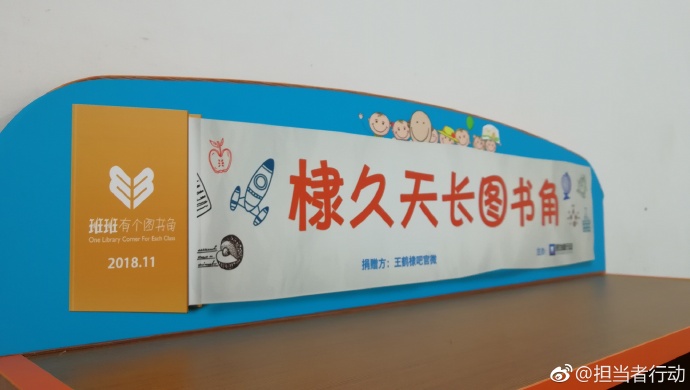 班班有个图书角
One Library Corner For Each Class
2018.11
棣久天长图书角
捐赠方：王鹤棣吧官微
@担当者行动